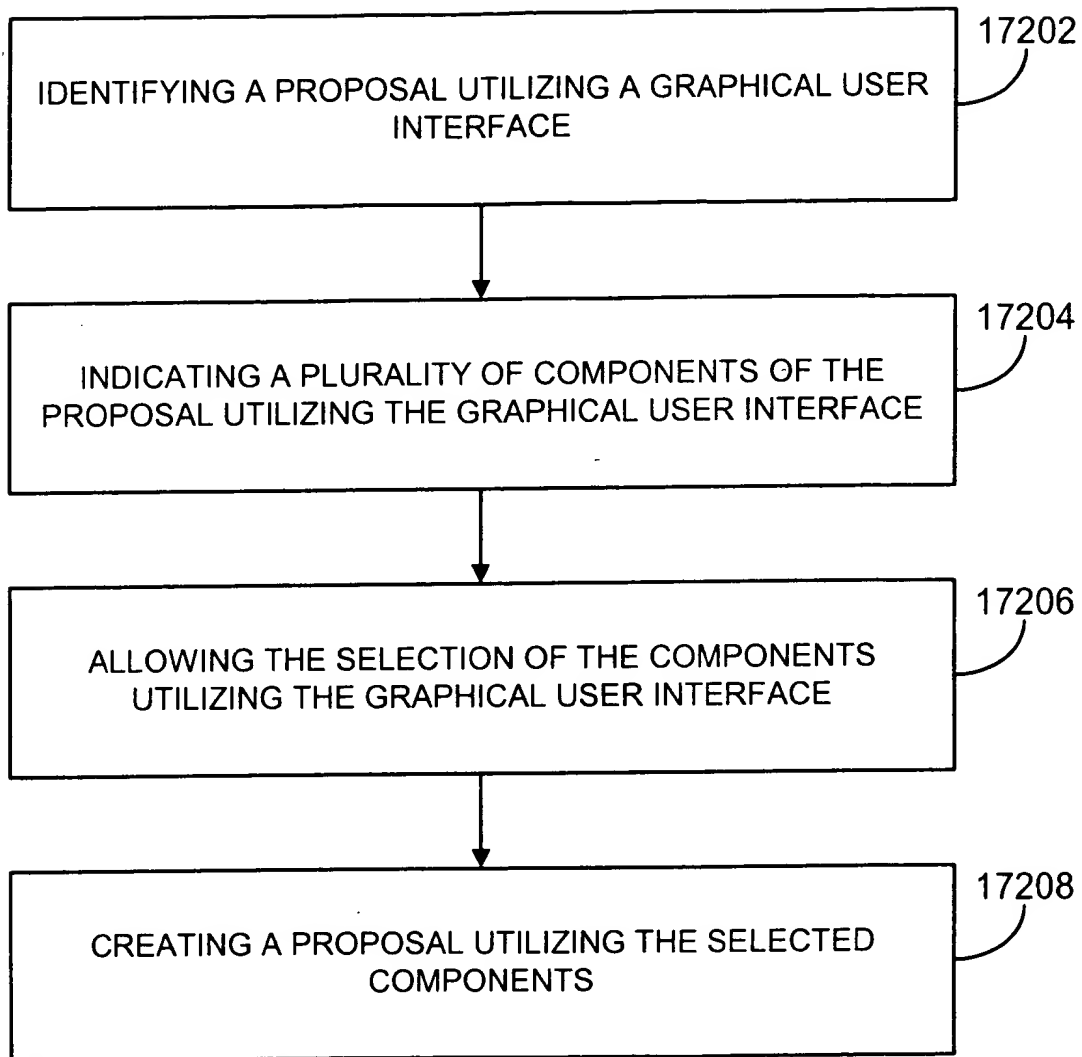 17202
IDENTIFYING A PROPOSAL UTILIZING A GRAPHICAL USER
INTERFACE
17204
INDICATING A PLURALITY OF COMPONENTS OF THE
PROPOSAL UTILIZING THE GRAPHICAL USER INTERFACE
17206
ALLOWING THE SELECTION OF THE COMPONENTS
UTILIZING THE GRAPHICAL USER INTERFACE
17208
CREATING A PROPOSAL UTILIZING THE SELECTED
COMPONENTS